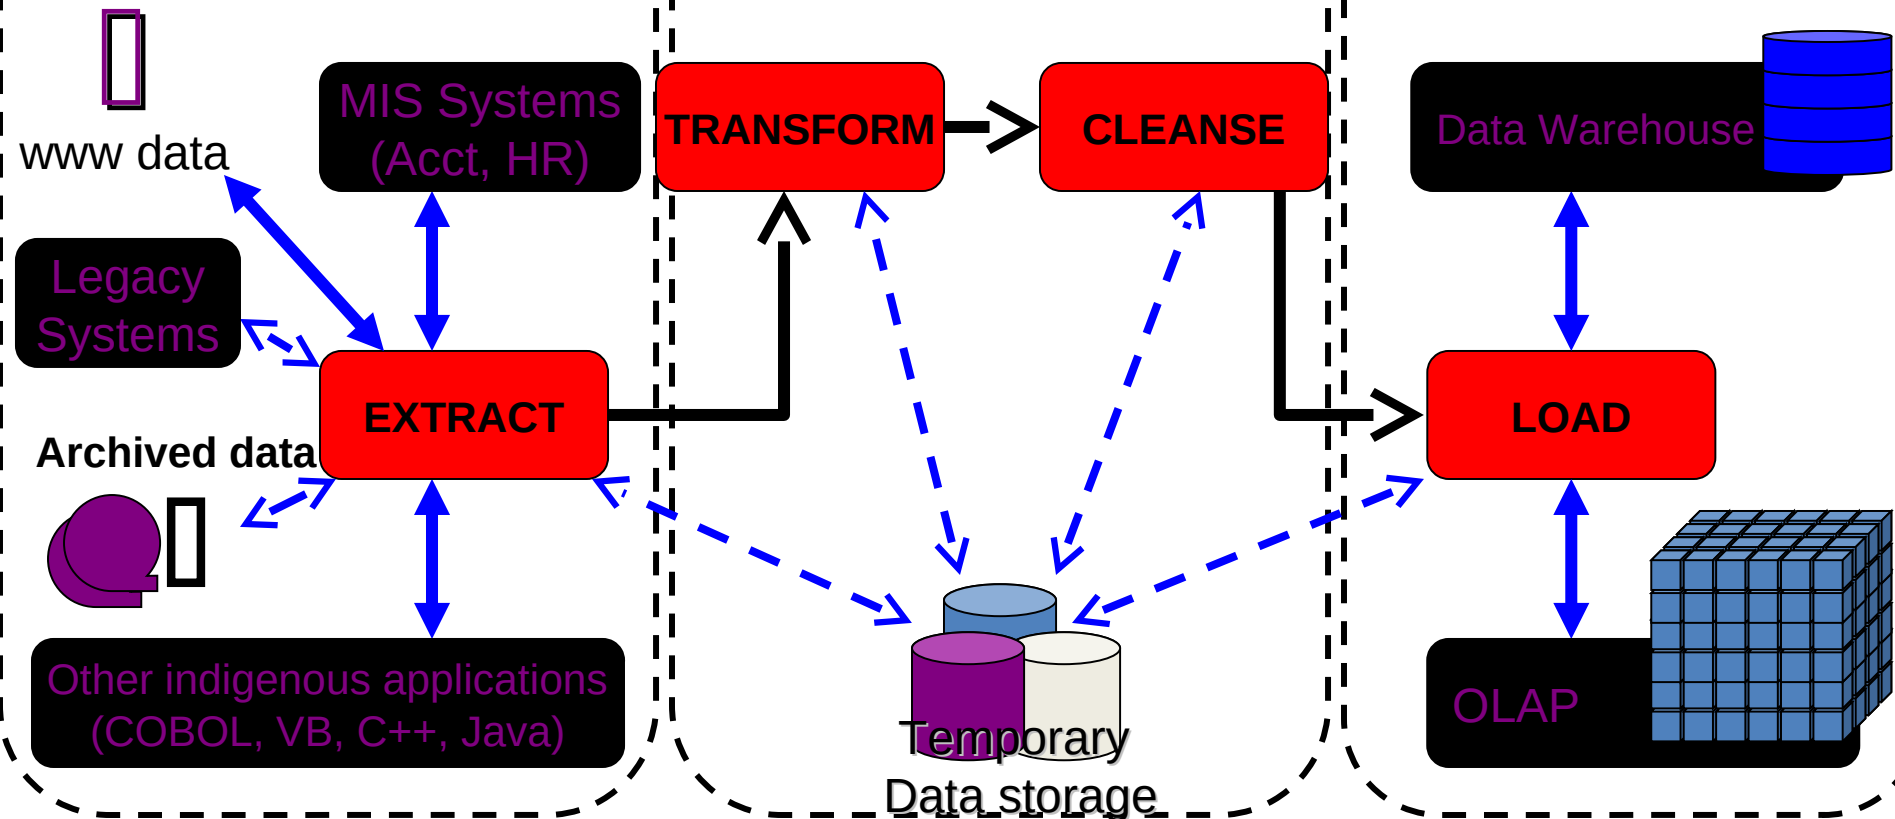 www data
MIS Systems
(Acct, HR)
Legacy
Systems
EXTRACT
Archived data
Other indigenous applications
(COBOL, VB, C++, Java)
TRANSFORM
CLEANSE
Temporary
Data storage
Data Warehouse
LOAD
OLAP